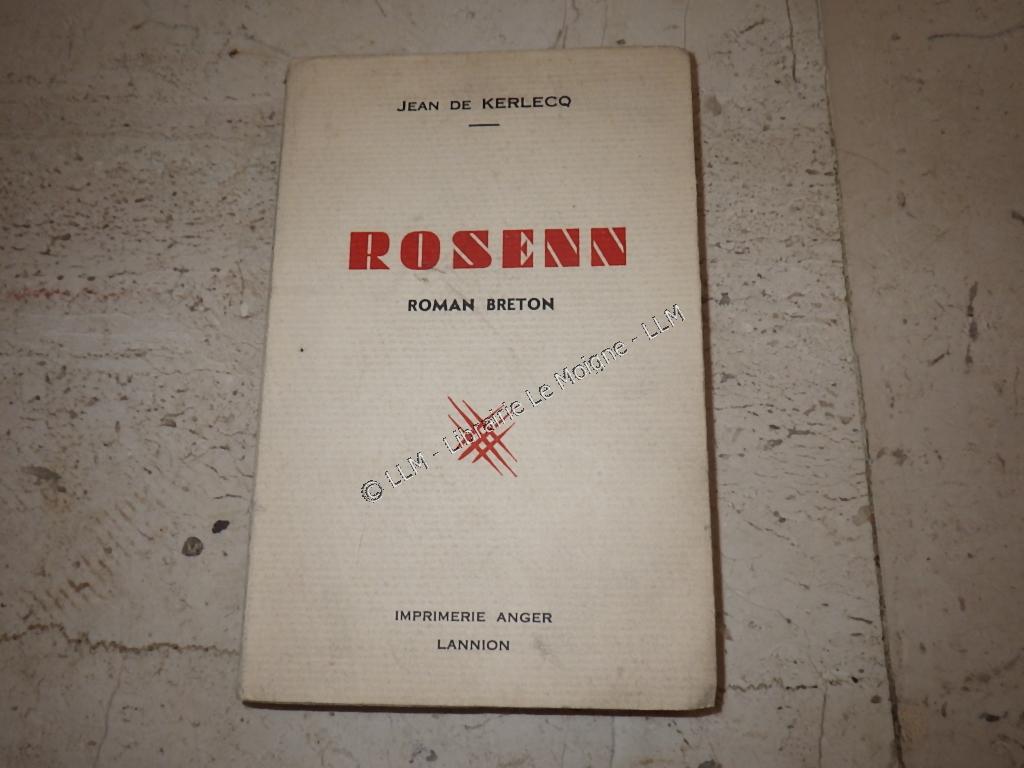 JEAN DE KERLECQ
ROSENN
ROMAN BRETON
© LLM - Librairie Le Moigne - LLM
IMPRIMERIE ANGER
LANNION